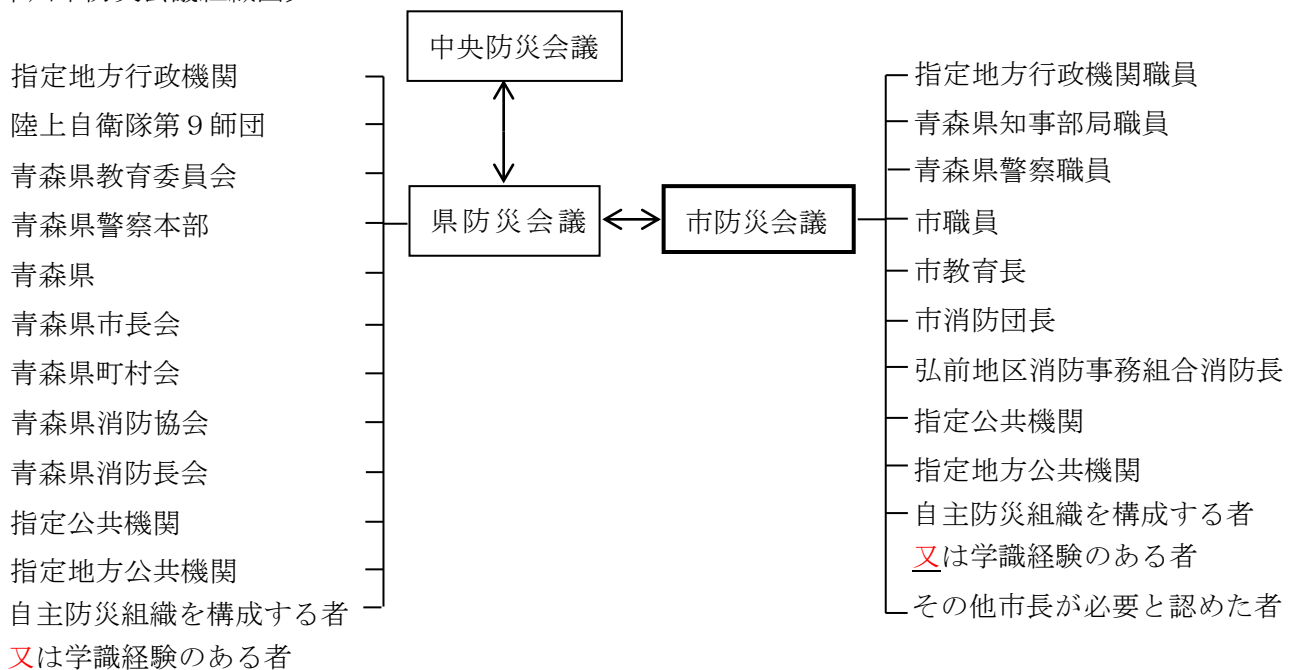 中央防災会議
指定地方行政機関
陸上自衛隊第9師団
青森県教育委員会
青森県警察本部
青森県
青森県市長会
青森県町村会
青森県消防協会
青森県消防長会
指定公共機関
指定地方公共機関
自主防災組織を構成する者
又は学識経験のある者
県防災会議
市防災会議
指定地方行政機関職員
青森県知事部局職員
青森県警察職員
市職員
市教育長
市消防団長
弘前地区消防事務組合消防長
指定公共機関
指定地方公共機関
自主防災組織を構成する者
又は学識経験のある者
その他市長が必要と認めた者